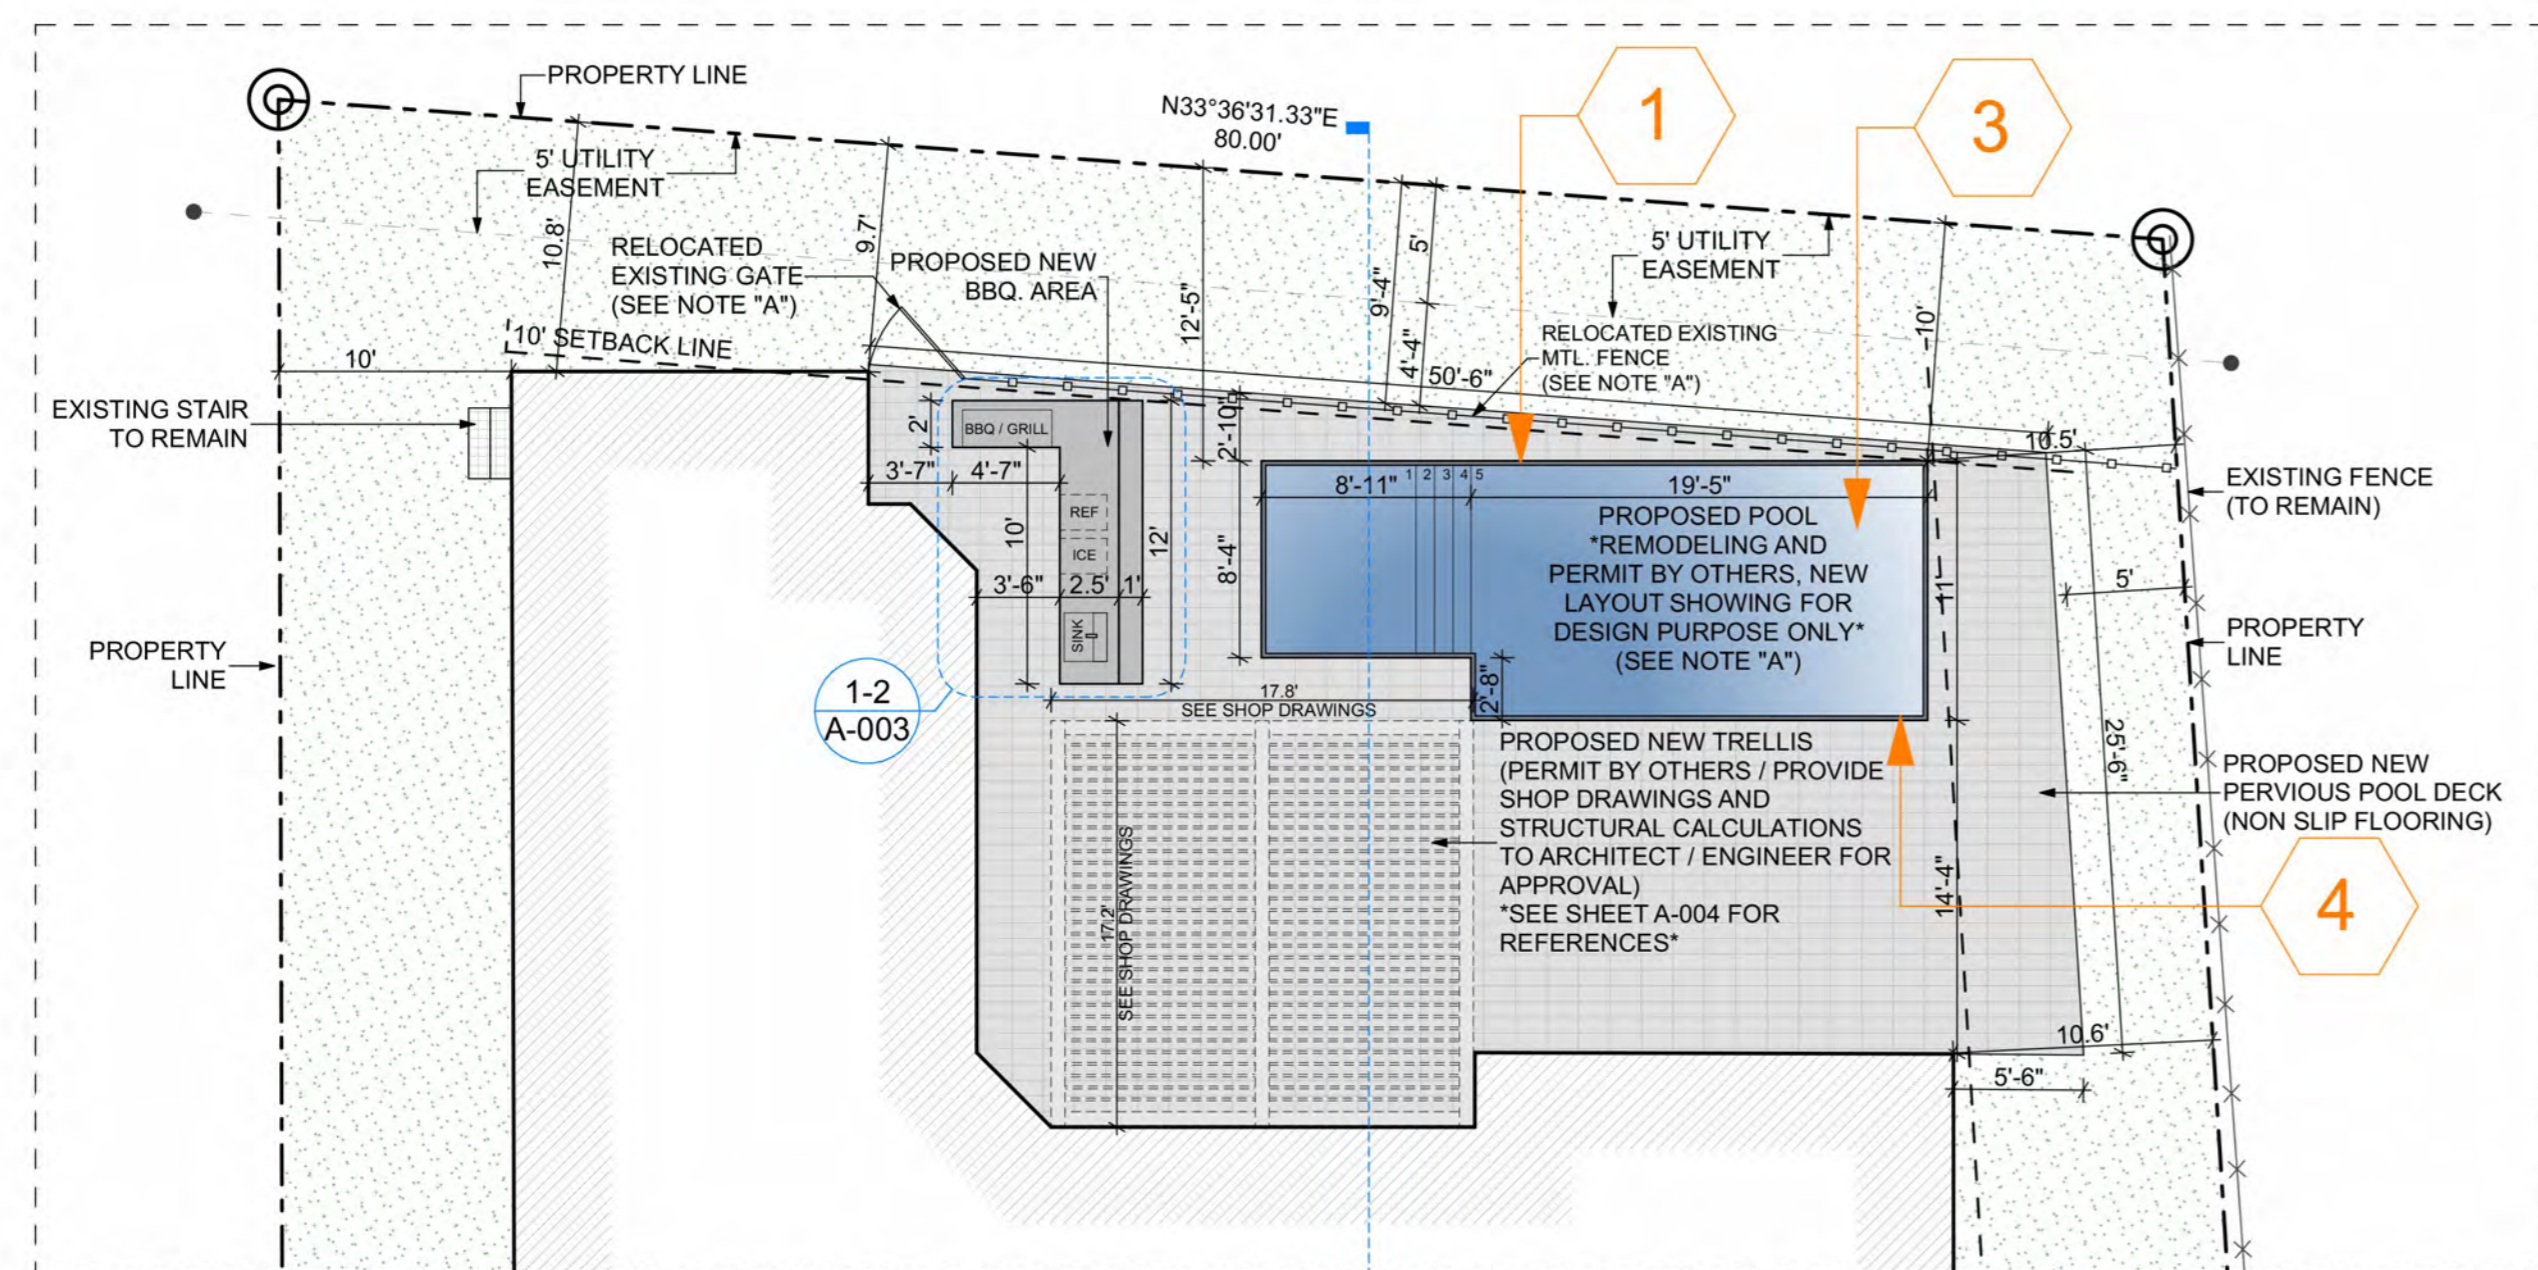 PROPERTY LINE
N33°36'31.33"E
80.00'
1
3
5' UTILITY
EASEMENT
10.8'
9.7'
RELOCATED
EXISTING GATE
(SEE NOTE "A")
PROPOSED NEW
BBQ. AREA
12'-5"
9'-4"
5'
4'-4"
5' UTILITY
EASEMENT
10'
10' SETBACK LINE
10'
RELOCATED EXISTING
MTL. FENCE
(SEE NOTE "A")
50'-6"
EXISTING STAIR
TO REMAIN
2'
BBQ / GRILL
2'-10"
10.5'
3'-7"
4'-7"
8'-11"
1 2 3 4 5
19'-5"
EXISTING FENCE
(TO REMAIN)
REF
ICE
10'
12'
8'-4"
PROPOSED POOL
*REMODELING AND
PERMIT BY OTHERS, NEW
LAYOUT SHOWING FOR
DESIGN PURPOSE ONLY*
(SEE NOTE "A")
11'
5'
3'-6"
2.5'
1'
SINK
PROPERTY
LINE
PROPERTY
LINE
1-2
A-003
17.8'
SEE SHOP DRAWINGS
2'-8"
25'-6"
PROPOSED NEW TRELLIS
(PERMIT BY OTHERS / PROVIDE
SHOP DRAWINGS AND
STRUCTURAL CALCULATIONS
TO ARCHITECT / ENGINEER FOR
APPROVAL)
*SEE SHEET A-004 FOR
REFERENCES*
PROPOSED NEW
PERVIOUS POOL DECK
(NON SLIP FLOORING)
17.2'
SEE SHOP DRAWINGS
14'-4"
4
10.6'
5'-6"